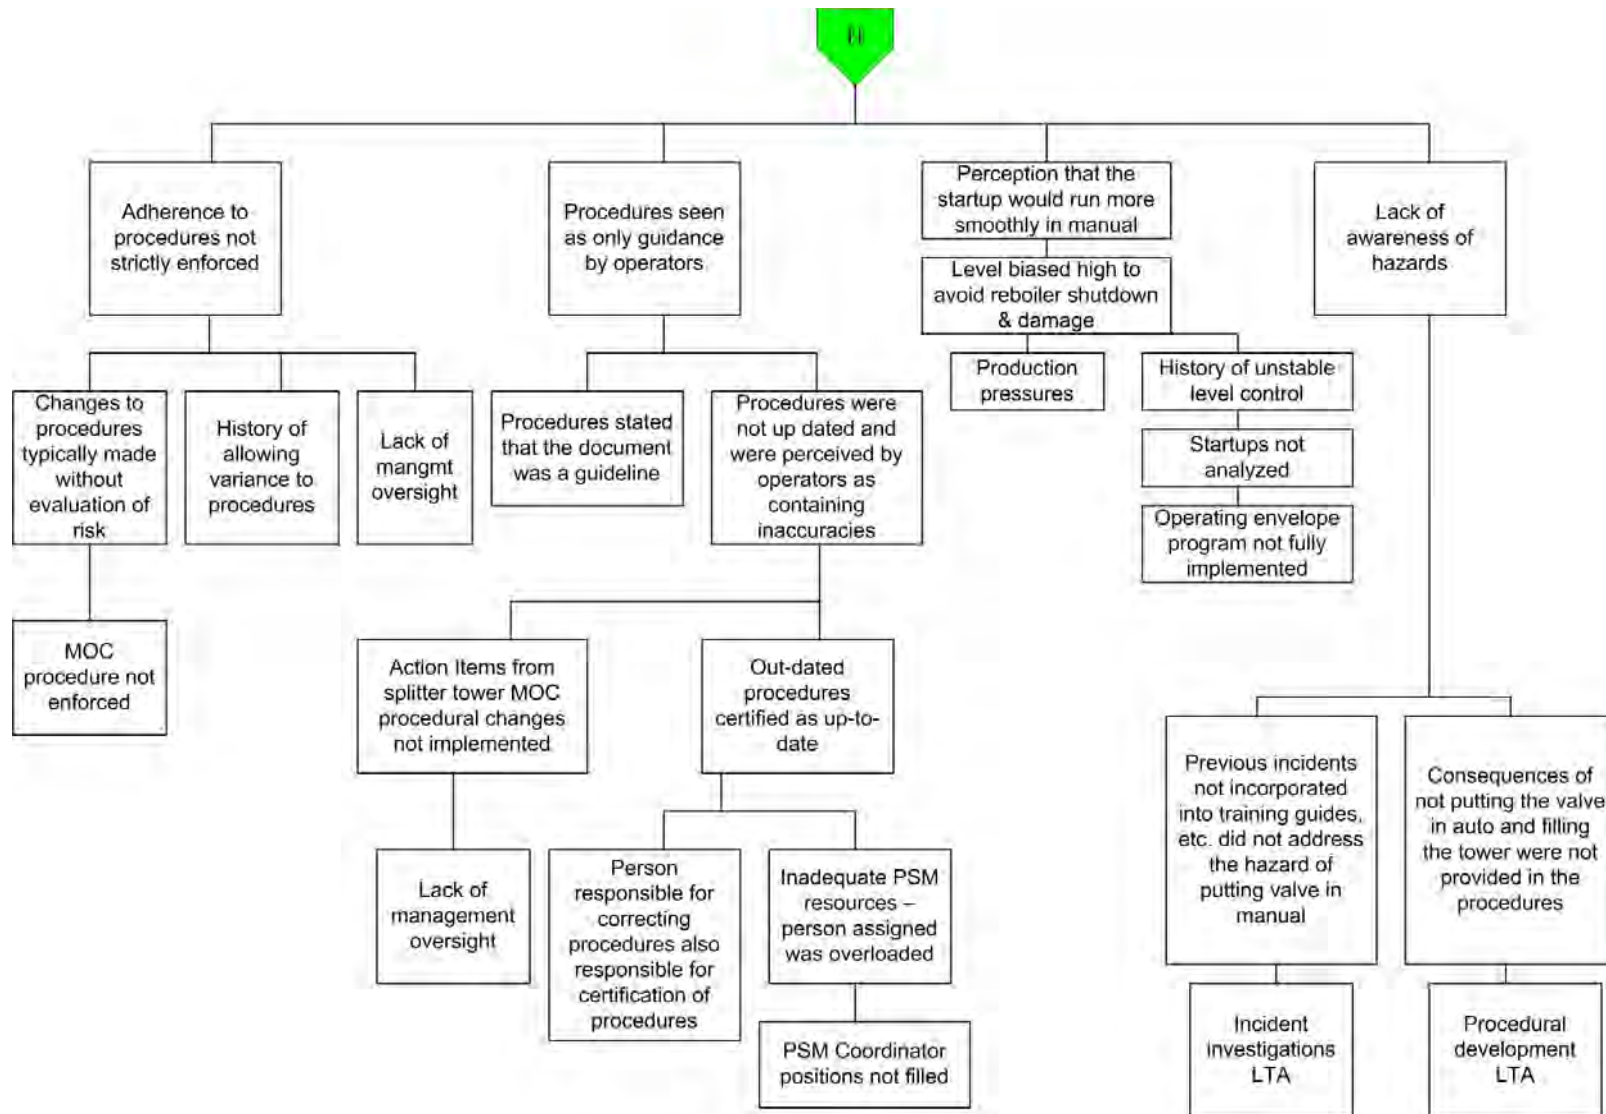 Adherence to
procedures not
strictly enforced
Procedures seen
as only guidance
by operators
Perception that the
startup would run more
smoothly in manual
Lack of
awareness of
hazards
Level biased high to
avoid reboiler shutdown
& damage
Changes to
procedures
typically made
without
evaluation of
risk
History of
allowing
variance to
procedures
Lack of
mangmt
oversight
Procedures stated
that the document
was a guideline
Procedures were
not up dated and
were perceived by
operators as
containing
inaccuracies
Production
pressures
History of unstable
level control
Startups not
analyzed
Operating envelope
program not fully
implemented
MOC
procedure not
enforced
Action Items from
splitter tower MOC
procedural changes
not implemented
Out-dated
procedures
certified as up-to-
date
Previous incidents
not incorporated
into training guides,
etc. did not address
the hazard of
putting valve in
manual
Consequences of
not putting the valve
in auto and filling
the tower were not
provided in the
procedures
Lack of
management
oversight
Person
responsible for
correcting
procedures also
responsible for
certification of
procedures
Inadequate PSM
resources –
person assigned
was overloaded
PSM Coordinator
positions not filled
Incident
investigations
LTA
Procedural
development
LTA